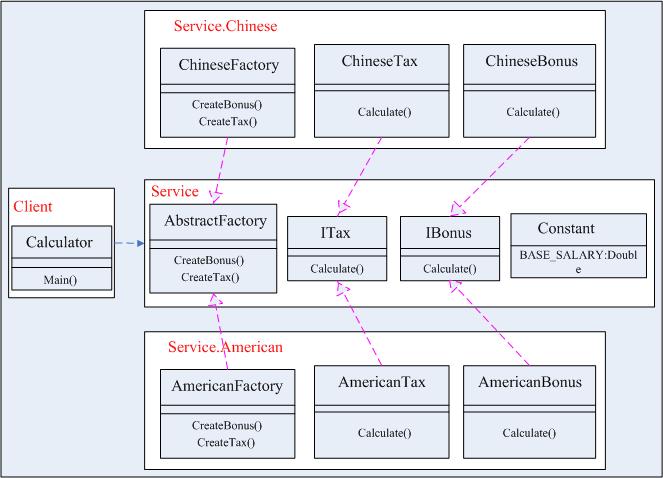 Service.Chinese
ChineseFactory
CreateBonus()
CreateTax()
ChineseTax
Calculate()
ChineseBonus
Calculate()
Client
Calculator
Main()
Service
AbstractFactory
CreateBonus()
CreateTax()
ITax
Calculate()
IBonus
Calculate()
Constant
BASE_SALARY:Doubl
e
Service.American
AmericanFactory
CreateBonus()
CreateTax()
AmericanTax
Calculate()
AmericanBonus
Calculate()